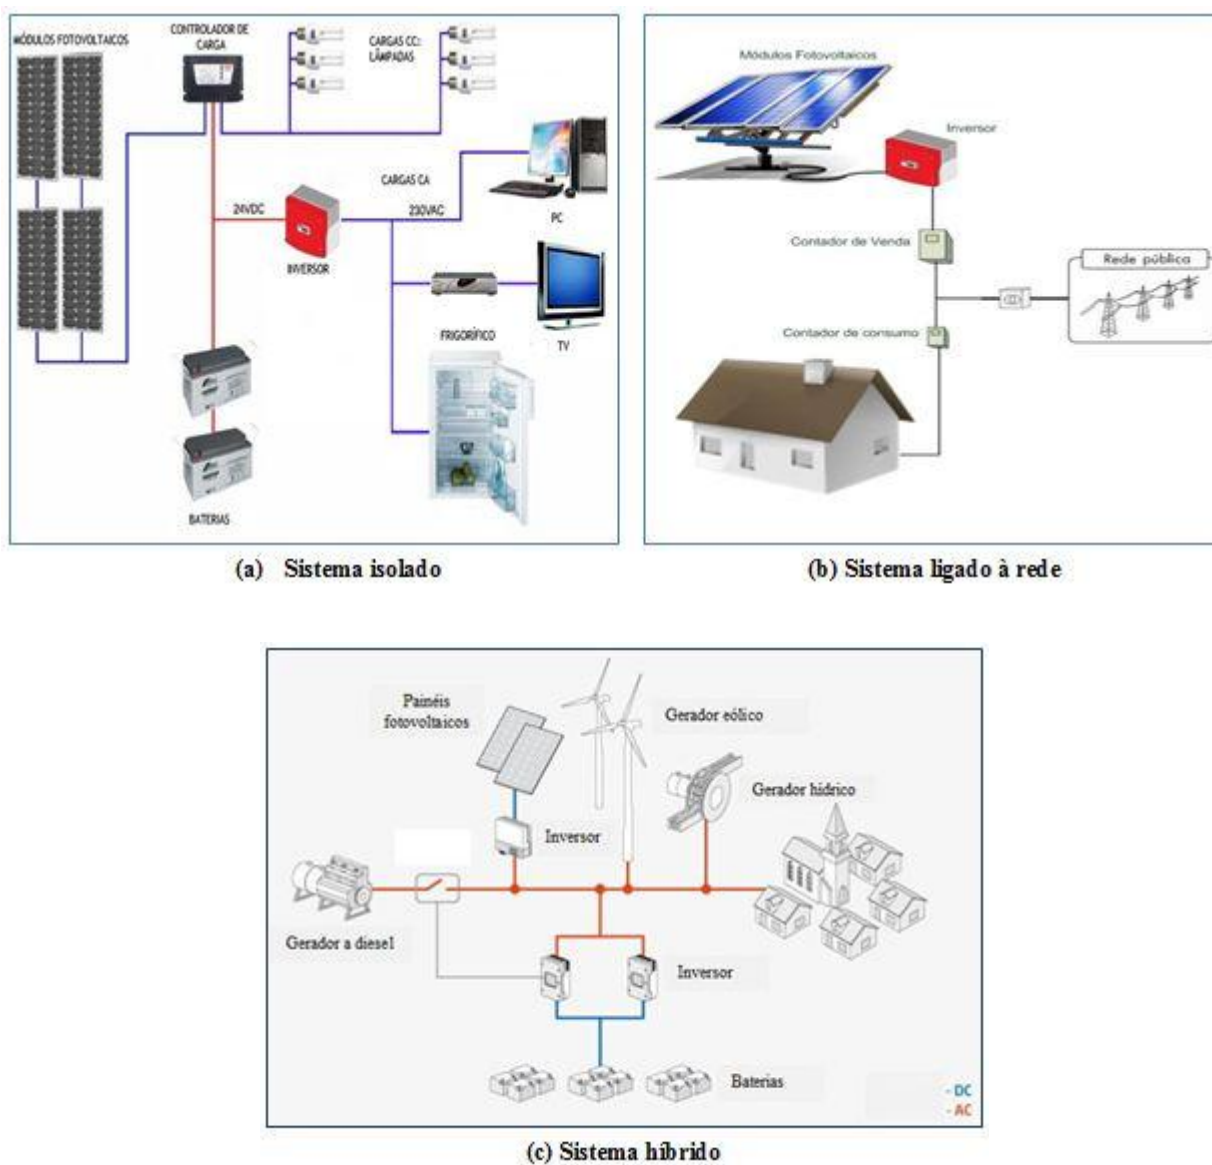 MÓDULOS FOTOVOLTAICOS
CONTROLADOR DE
CARGA
CARGAS CC:
LÂMPADAS
CARGAS CA
24VDC
230VAC
PC
INVERSOR
FRIGORÍFICO
TV
BATERIAS
(a) Sistema isolado
Módulos Fotovoltaicos
Inversor
Contador de Venda
Rede pública
Contador de consumo
(b) Sistema ligado à rede
Painéis
fotovoltaicos
Gerador eólico
Gerador hídrico
Inversor
Gerador a diesel
Inversor
Baterias
- DC
- AC
(c) Sistema híbrido